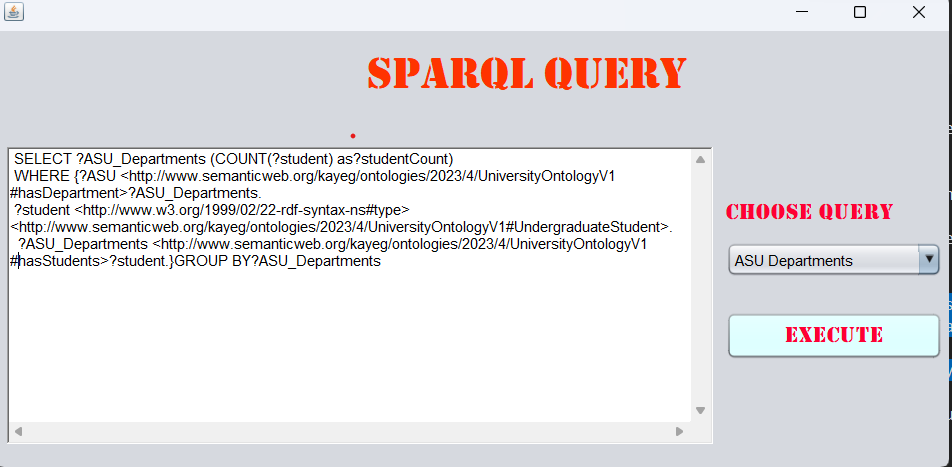 SPARQL QUERY
SELECT ?ASU_Departments (COUNT(?student) as?studentCount)
WHERE {?ASU <http://www.semanticweb.org/kayeg/ontologies/2023/4/UniversityOntologyV1
#hasDepartment>?ASU_Departments.
?student <http://www.w3.org/1999/02/22-rdf-syntax-ns#type>
<http://www.semanticweb.org/kayeg/ontologies/2023/4/UniversityOntologyV1#UndergraduateStudent>.
?ASU_Departments <http://www.semanticweb.org/kayeg/ontologies/2023/4/UniversityOntologyV1
#hasStudents>?student.}GROUP BY?ASU_Departments
CHOOSE QUERY
ASU Departments
EXECUTE